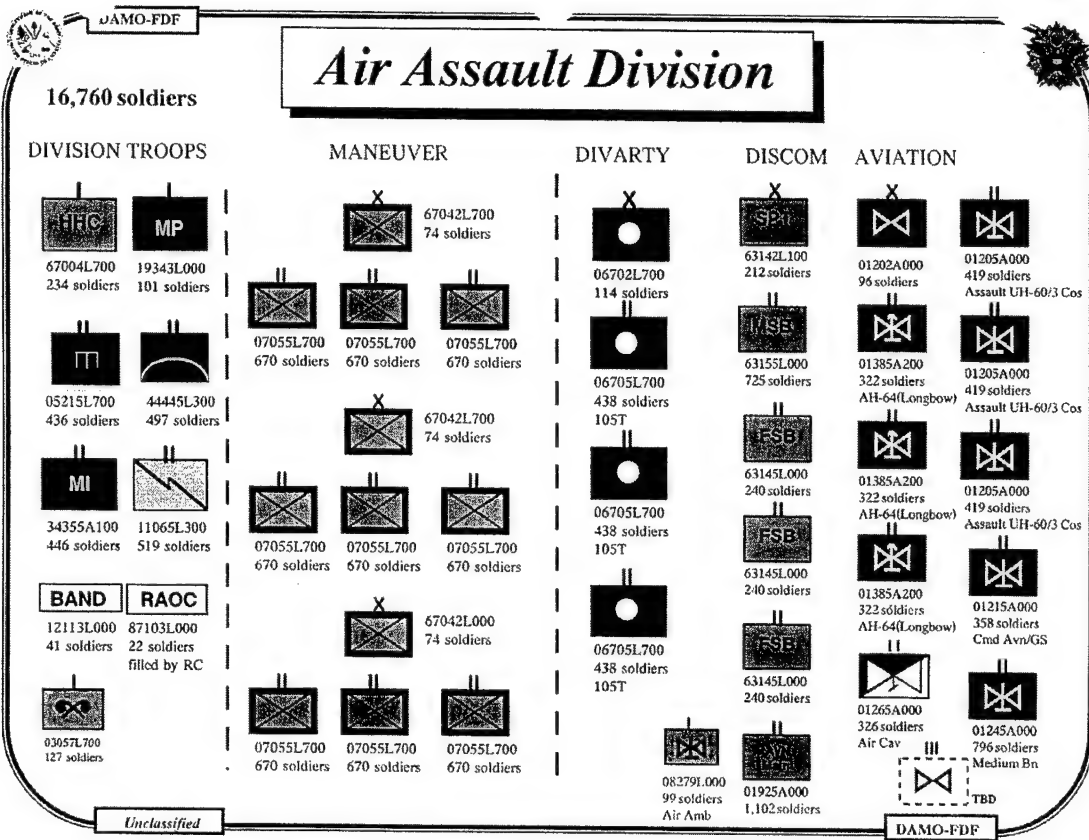 DAMO-FDF
Air Assault Division
16,760 soldiers
DIVISION TROOPS
HHC
67004L700
234 soldiers
MP
19343L000
101 soldiers
05215L700
436 soldiers
44445L300
497 soldiers
MI
34355A100
446 soldiers
11065L300
519 soldiers
BAND
12113L000
41 soldiers
RAOC
87103L000
22 soldiers
filled by RC
03057L700
127 soldiers
MANEUVER
67042L700
74 soldiers
07055L700
670 soldiers
07055L700
670 soldiers
07055L700
670 soldiers
67042L700
74 soldiers
07055L700
670 soldiers
07055L700
670 soldiers
07055L700
670 soldiers
67042L000
74 soldiers
07055L700
670 soldiers
07055L700
670 soldiers
07055L700
670 soldiers
DIVARTY
06702L700
114 soldiers
06705L700
438 soldiers
105T
06705L700
438 soldiers
105T
06705L700
438 soldiers
105T
08279L000
99 soldiers
Air Amb
DISCOM
SPT
63142L100
212 soldiers
MSB
63155L000
725 soldiers
FSB
63145L000
240 soldiers
FSB
63145L000
240 soldiers
FSB
63145L000
240 soldiers
01925A000
1,102 soldiers
AVIATION
01202A000
96 soldiers
01385A200
322 soldiers
AH-64(Longbow)
01385A200
322 soldiers
AH-64(Longbow)
01385A200
322 soldiers
AH-64(Longbow)
01265A000
326 soldiers
Air Cav
01205A000
419 soldiers
Assault UH-60/3 Cos
01205A000
419 soldiers
Assault UH-60/3 Cos
01205A000
419 soldiers
Assault UH-60/3 Cos
01215A000
358 soldiers
Cmd Avn/GS
01245A000
796 soldiers
Medium Bn
TBD
Unclassified
DAMO-FDF